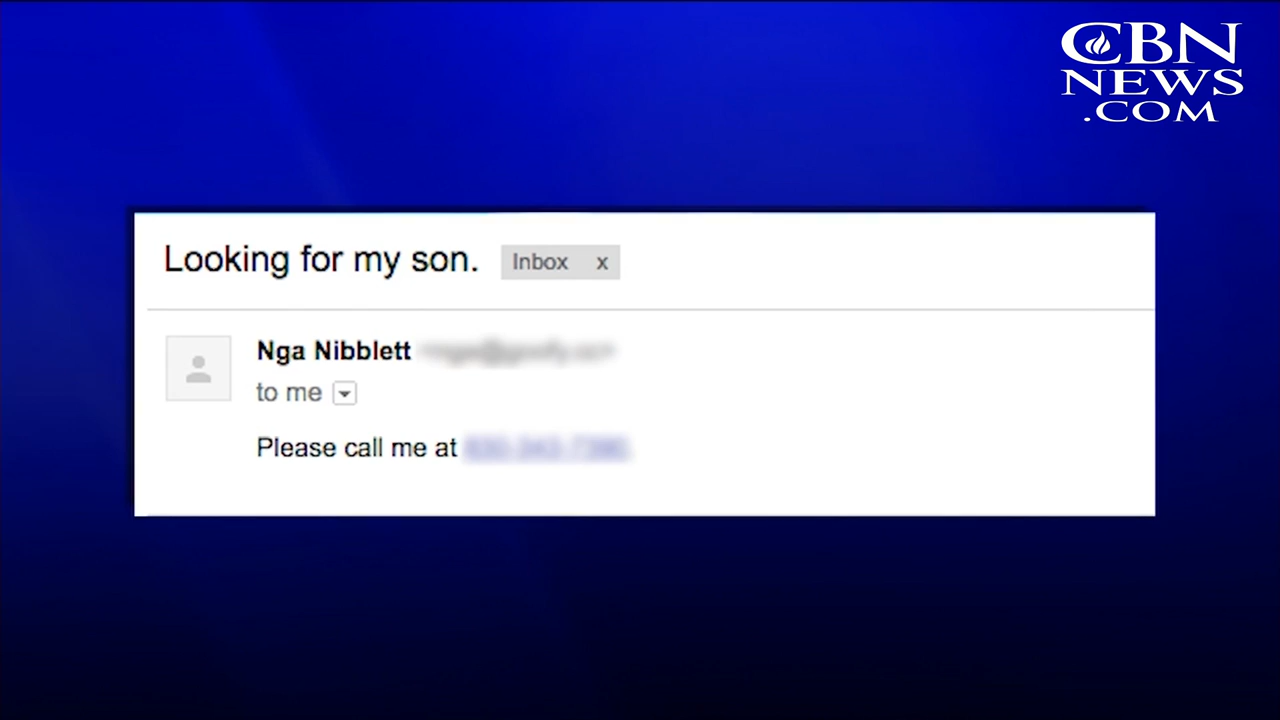 CBN
NEWS
.COM
Looking for my son. Inbox x
Nga Nibblett
to me
Please call me at